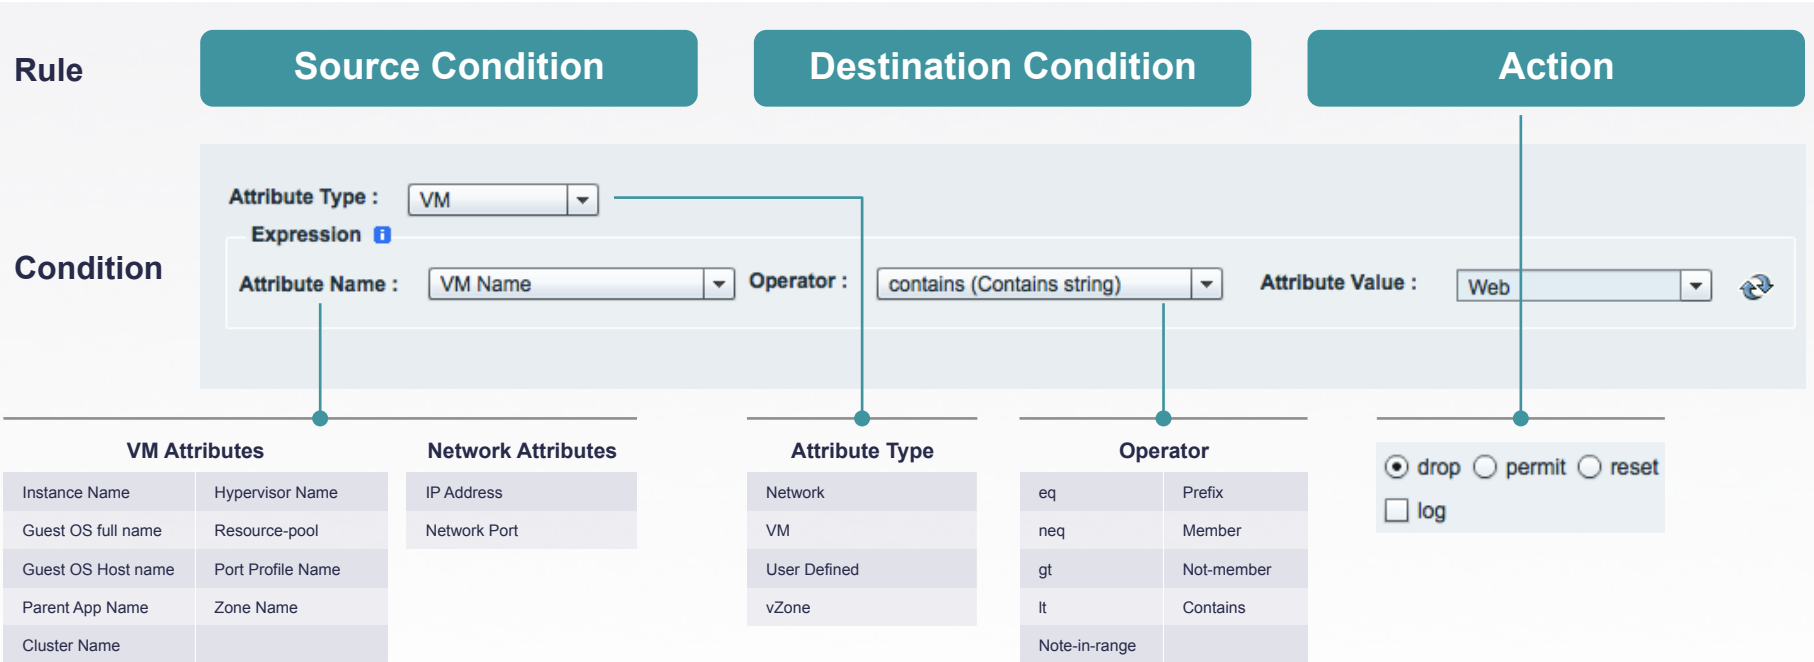 Rule
Source Condition
Destination Condition
Action
Condition
Attribute Type :
VM
Expression
Attribute Name :
VM Name
Operator :
contains (Contains string)
Attribute Value :
Web
VM Attributes
Instance Name
Hypervisor Name
Guest OS full name
Resource-pool
Guest OS Host name
Port Profile Name
Parent App Name
Zone Name
Cluster Name
Network Attributes
IP Address
Network Port
Attribute Type
Network
VM
User Defined
vZone
Operator
eq
Prefix
neq
Member
gt
Not-member
lt
Contains
Note-in-range
drop permit reset
log